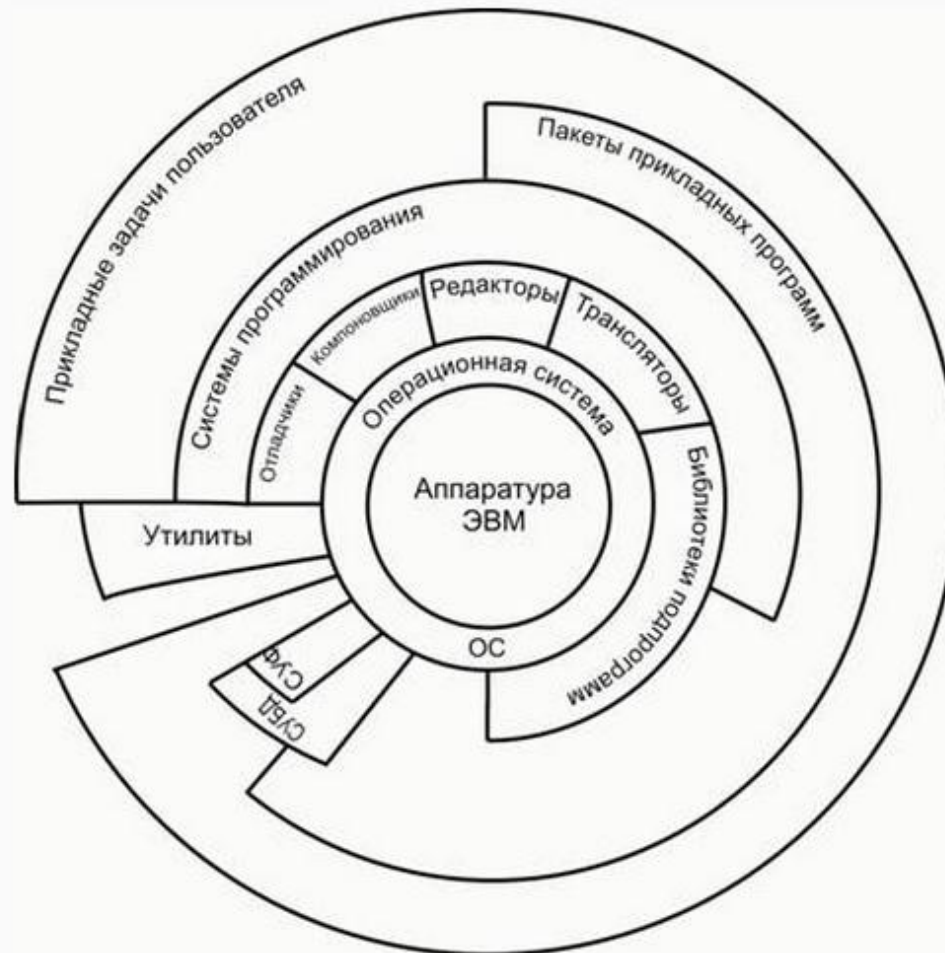 Прикладные задачи пользователя
Пакеты прикладных программ
Системы программирования
Отладчики
Компоновщики
Редакторы
Трансляторы
Библиотеки подпрограмм
Операционная система
Аппаратура
ЭВМ
ОС
Утилиты
СУФ
СУБД